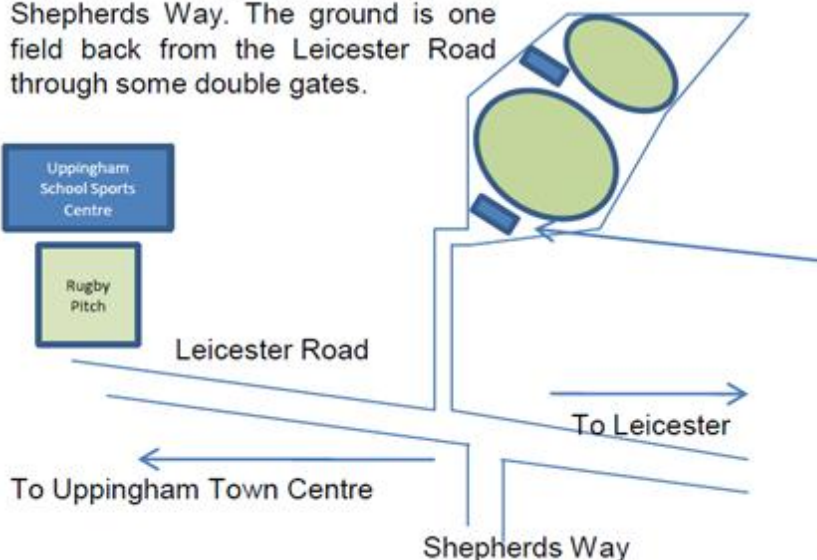 Shepherds Way. The ground is one
field back from the Leicester Road
through some double gates.
Uppingham
School Sports
Centre
Rugby
Pitch
Leicester Road
To Leicester
To Uppingham Town Centre
Shepherds Way